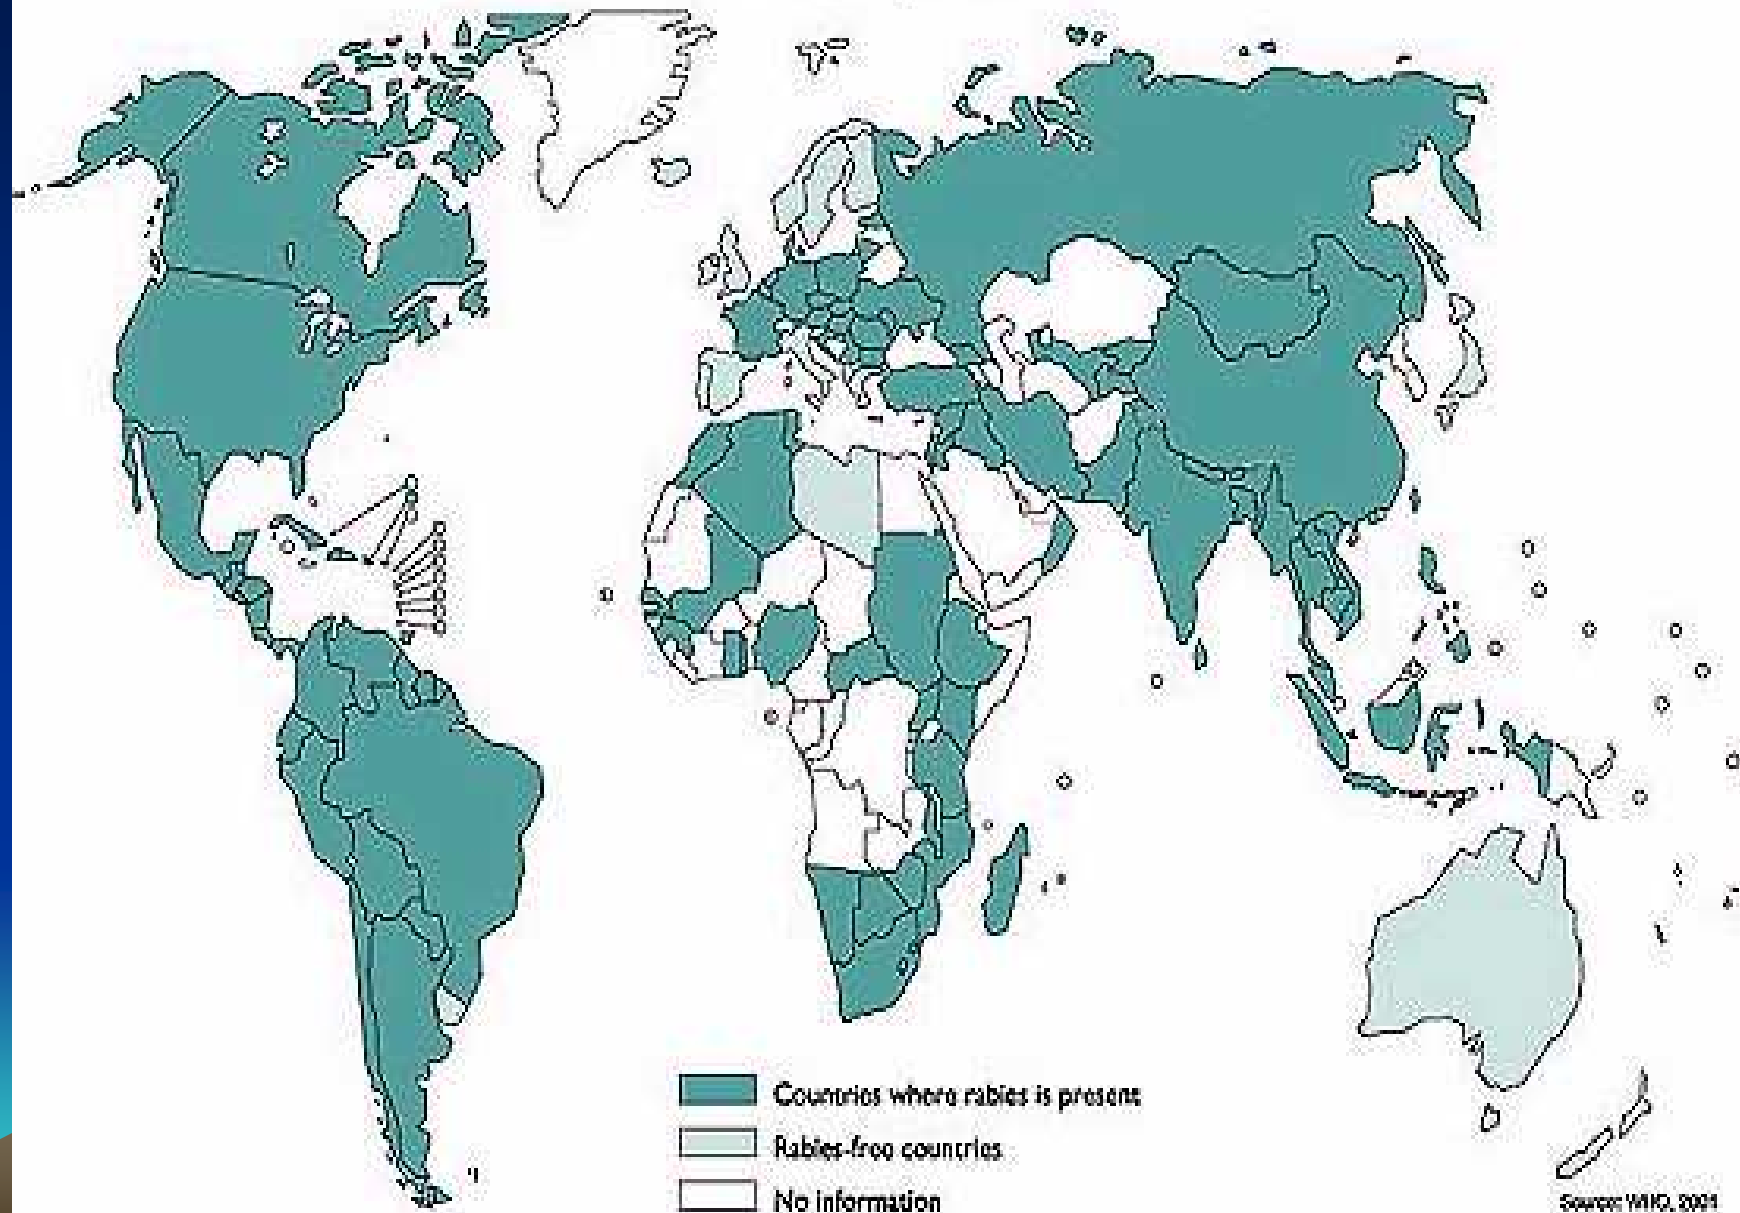 Countries where rabies is present
Rabies-free countries
No information
Source: WHO, 2001